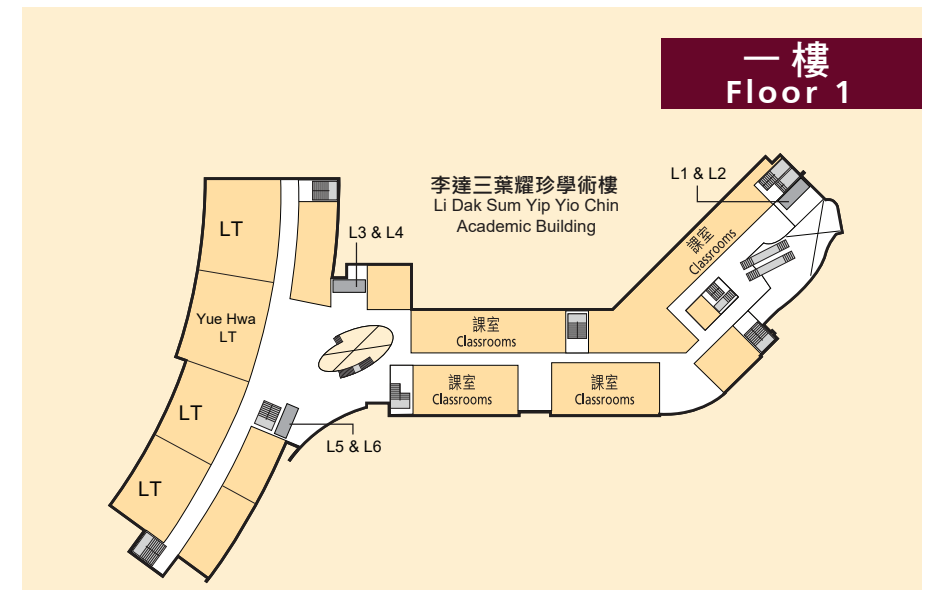 一樓
Floor 1
李達三葉耀珍學術樓
Li Dak Sum Yip Yio Chin
Academic Building
L1 & L2
LT
L3 & L4
課室
Classrooms
Yue Hwa
LT
課室
Classrooms
課室
Classrooms
課室
Classrooms
LT
L5 & L6
LT